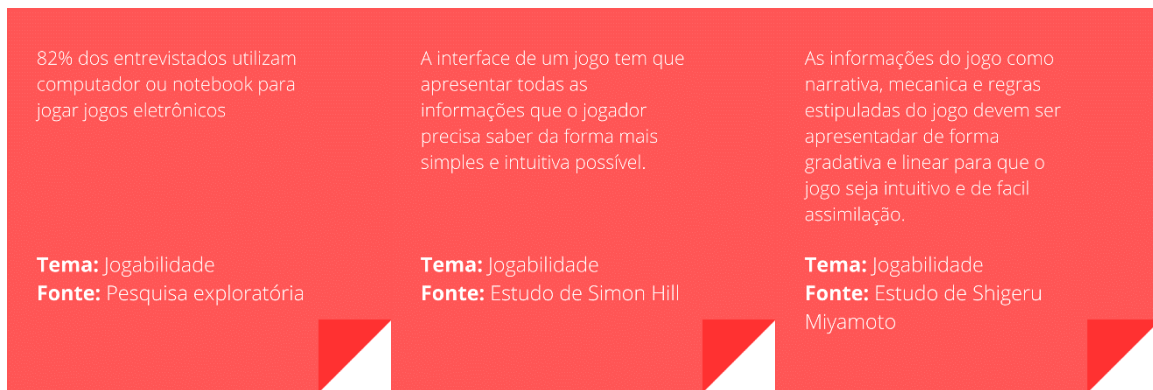 82% dos entrevistados utilizam
computador ou notebook para
jogar jogos eletrônicos
Tema: Jogabilidade
Fonte: Pesquisa exploratória
A interface de um jogo tem que
apresentar todas as
informações que o jogador
precisa saber da forma mais
simples e intuitiva possível.
Tema: Jogabilidade
Fonte: Estudo de Simon Hill
As informações do jogo como
narrativa, mecanica e regras
estipuladas do jogo devem ser
apresentadar de forma
gradativa e linear para que o
jogo seja intuitivo e de facil
assimilação.
Tema: Jogabilidade
Fonte: Estudo de Shigeru
Miyamoto